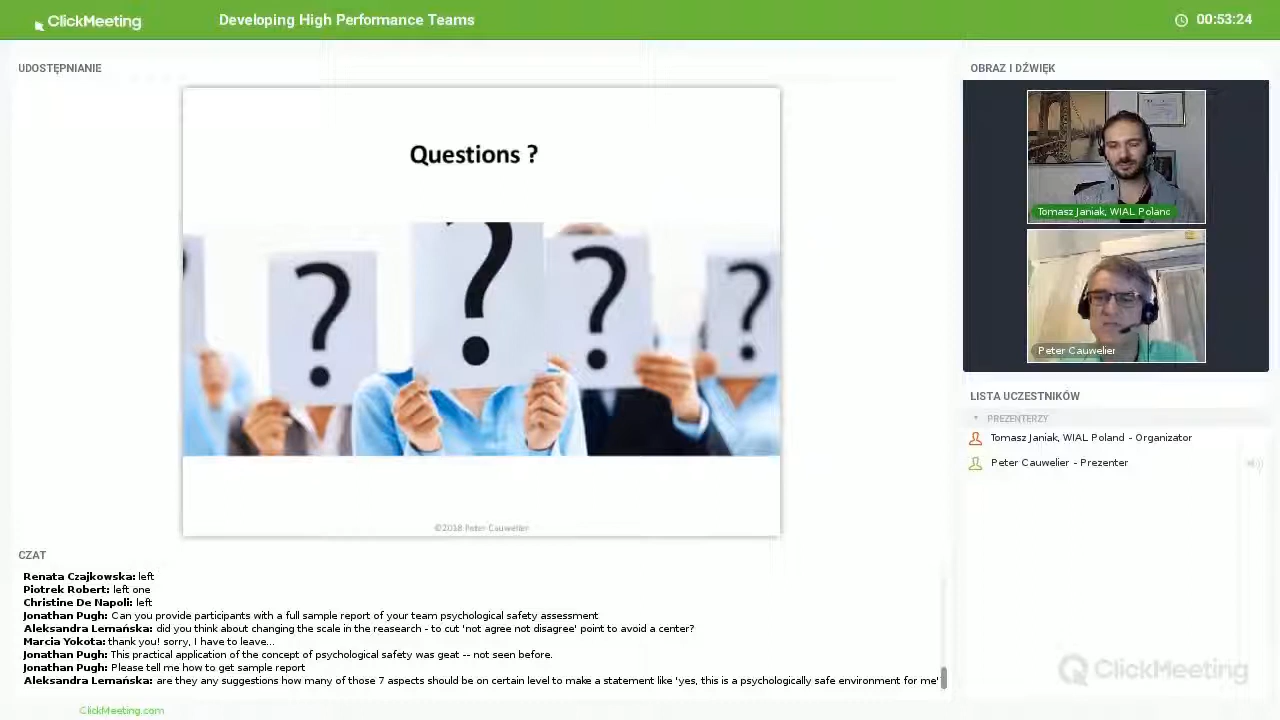 ClickMeeting
Developing High Performance Teams
00:53:24
UDOSTĘPNIANIE
OBRAZ I DŹWIĘK
Questions ?
? ? ? ?
Tomasz Janiak, WIAL Poland
Peter Cauwelier
LISTA UCZESTNIKÓW
PREZENTERZY
Tomasz Janiak, WIAL Poland - Organizator
Peter Cauwelier - Prezenter
©2018 Peter Cauwelier
CZAT
Renata Czajkowska: left
Piotrek Robert: left one
Christine De Napoli: left
Jonathan Pugh: Can you provide participants with a full sample report of your team psychological safety assessment
Aleksandra Lemańska: did you think about changing the scale in the reasearch - to cut 'not agree not disagree' point to avoid a center?
Marcia Yokota: thank you! sorry, I have to leave...
Jonathan Pugh: This practical application of the concept of psychological safety was geat -- not seen before.
Jonathan Pugh: Please tell me how to get sample report
Aleksandra Lemańska: are they any suggestions how many of those 7 aspects should be on certain level to make a statement like 'yes, this is a psychologically safe environment for me'
ClickMeeting
ClickMeeting.com